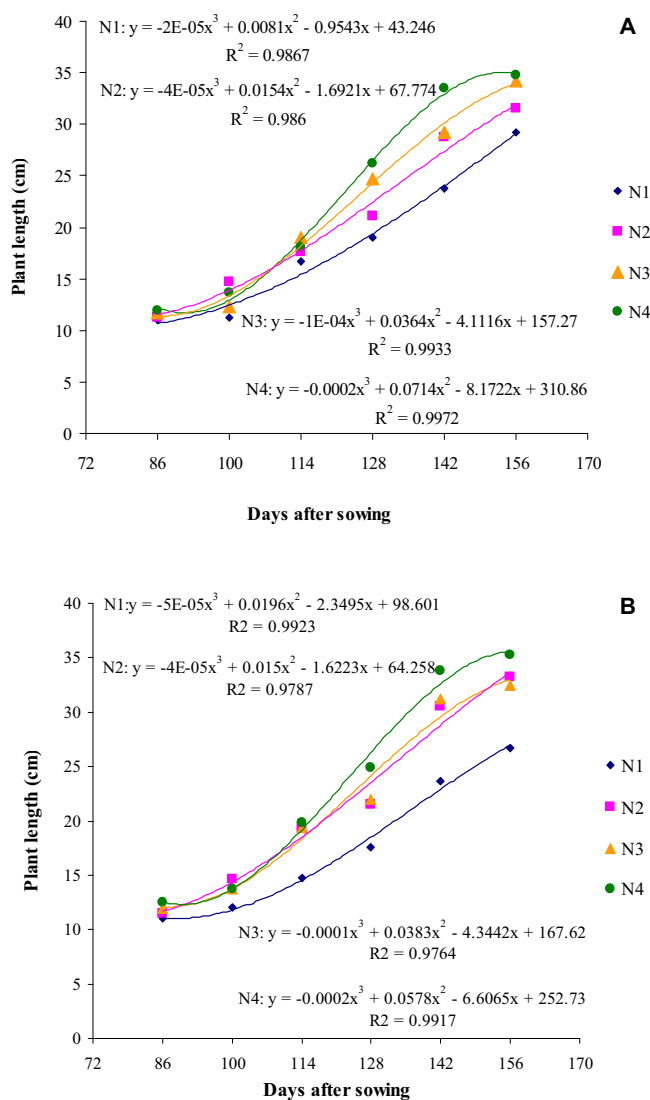 A
N1: y = -2E-05x³ + 0.0081x² - 0.9543x + 43.246
R² = 0.9867
N2: y = -4E-05x³ + 0.0154x² - 1.6921x + 67.774
R² = 0.986
40
35
30
25
20
15
10
5
0
Plant length (cm)
N1
N2
N3
N4
N3: y = -1E-04x³ + 0.0364x² - 4.1116x + 157.27
R² = 0.9933
N4: y = -0.0002x³ + 0.0714x² - 8.1722x + 310.86
R² = 0.9972
72 86 100 114 128 142 156 170
Days after sowing
B
N1:y = -5E-05x³ + 0.0196x² - 2.3495x + 98.601
R2 = 0.9923
N2: y = -4E-05x³ + 0.015x² - 1.6223x + 64.258
R2 = 0.9787
40
35
30
25
20
15
10
5
0
Plant length (cm)
N1
N2
N3
N4
N3: y = -0.0001x³ + 0.0383x² - 4.3442x + 167.62
R2 = 0.9764
N4: y = -0.0002x³ + 0.0578x² - 6.6065x + 252.73
R2 = 0.9917
72 86 100 114 128 142 156 170
Days after sowing